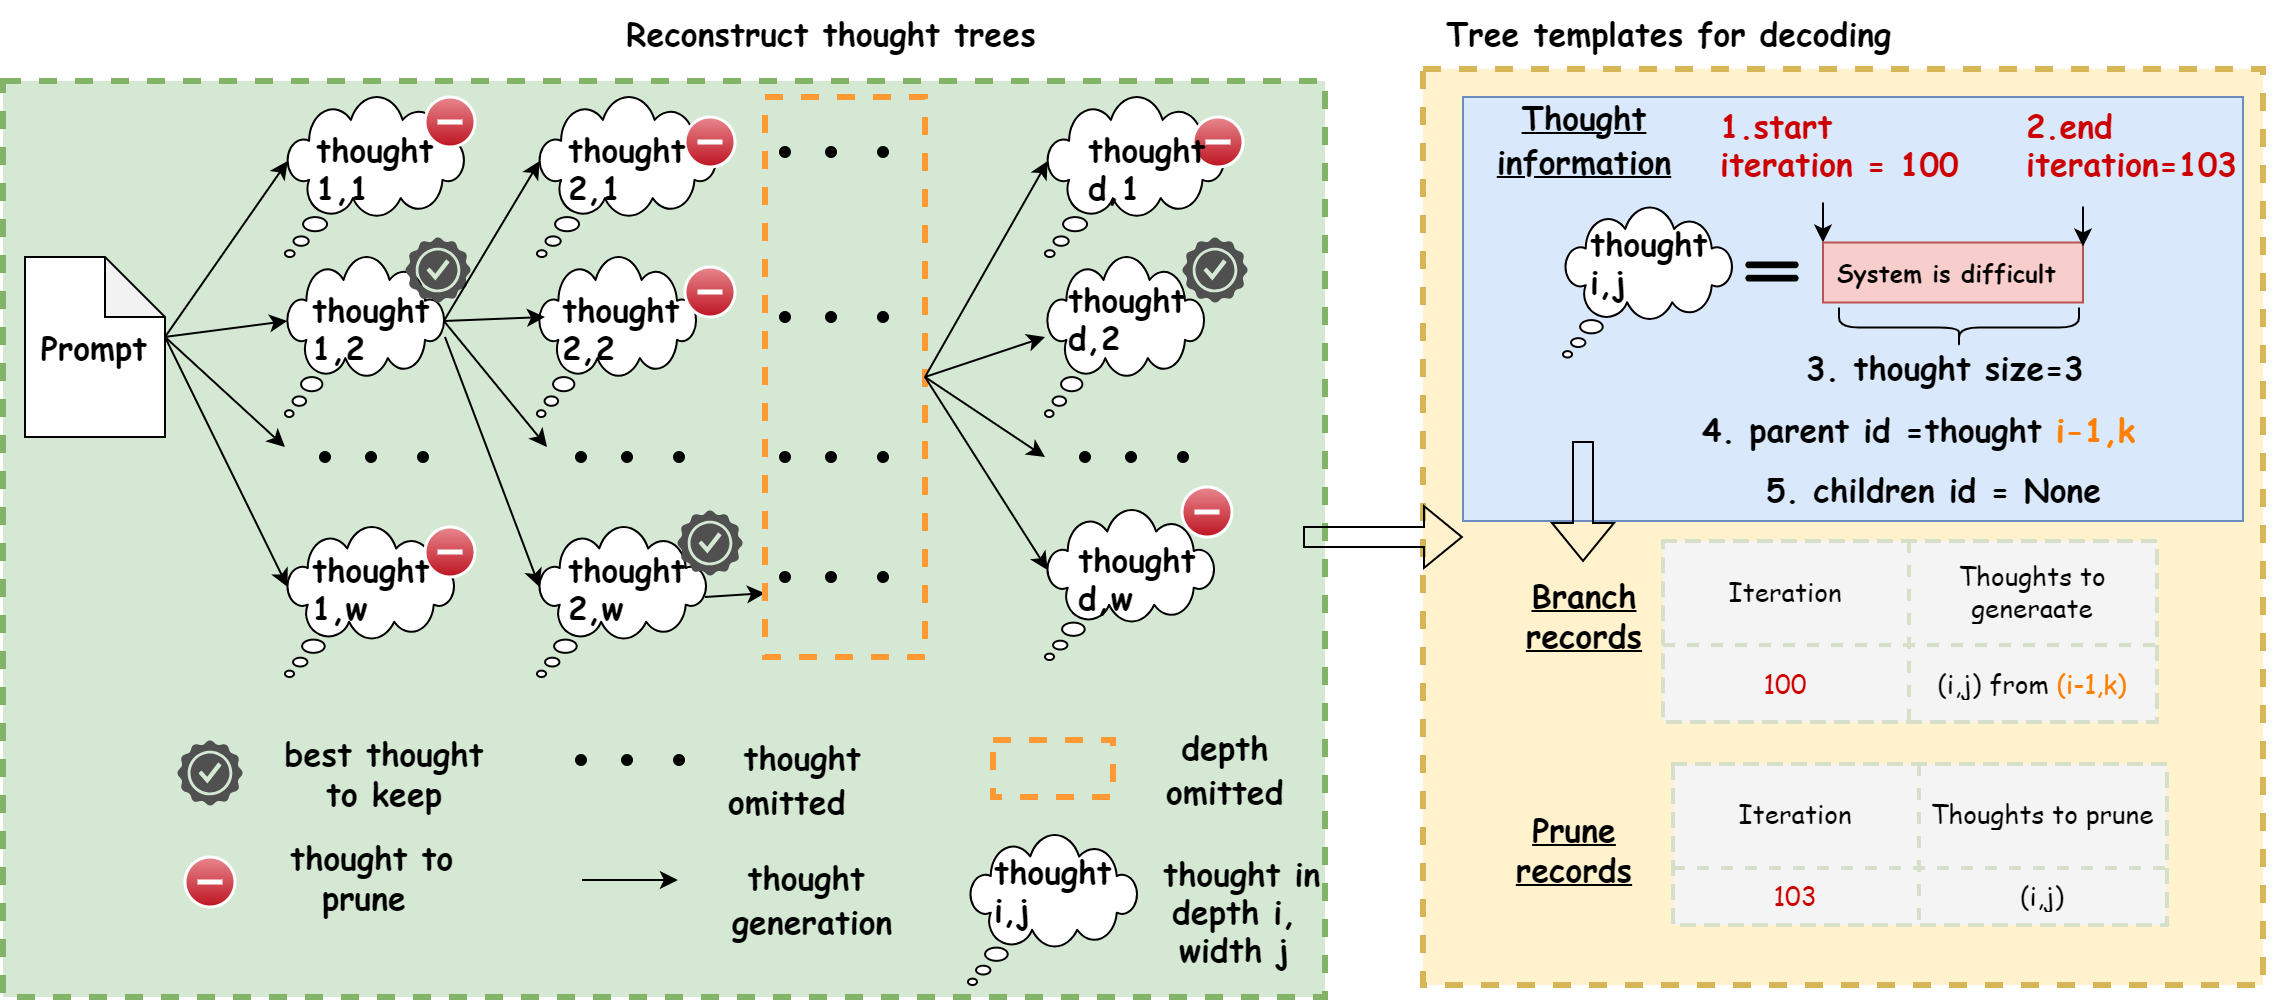 Reconstruct thought trees
Prompt
thought
1,1
thought
1,2
thought
1,w
thought
2,1
thought
2,2
thought
2,w
thought
d,1
thought
d,2
thought
d,w
best thought
to keep
thought
omitted
depth
omitted
thought to
prune
thought
generation
thought
i,j
thought in
depth i,
width j
Tree templates for decoding
Thought
information
1.start
iteration = 100
2.end
iteration=103
thought
i,j
System is difficult
3. thought size=3
4. parent id =thought i-1,k
5. children id = None
Branch
records
Iteration
Thoughts to
generaate
100
(i,j) from (i-1,k)
Prune
records
Iteration
Thoughts to prune
103
(i,j)